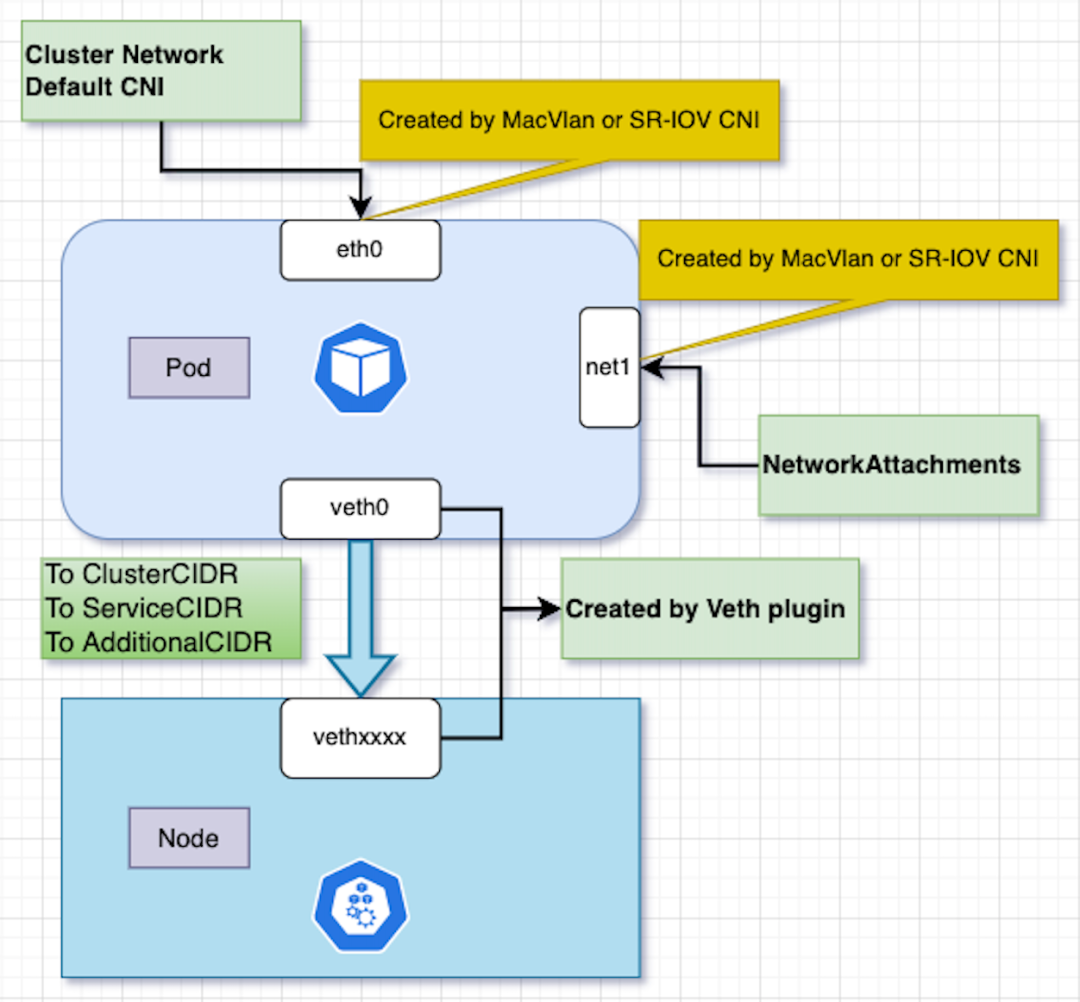 Cluster Network
Default CNI
Created by MacVlan or SR-IOV CNI
eth0
Created by MacVlan or SR-IOV CNI
Pod
net1
NetworkAttachments
veth0
To ClusterCIDR
To ServiceCIDR
To AdditionalCIDR
Created by Veth plugin
vethxxxx
Node